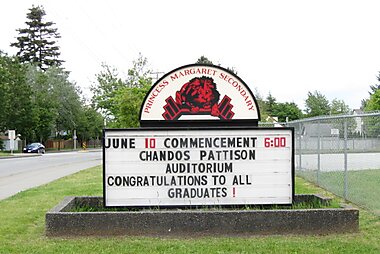 PRINCESS MARGARET SECONDARY
JUNE 10 COMMENCEMENT 6:00
CHANDOS PATTISON
AUDITORIUM
CONGRATULATIONS TO ALL
GRADUATES !